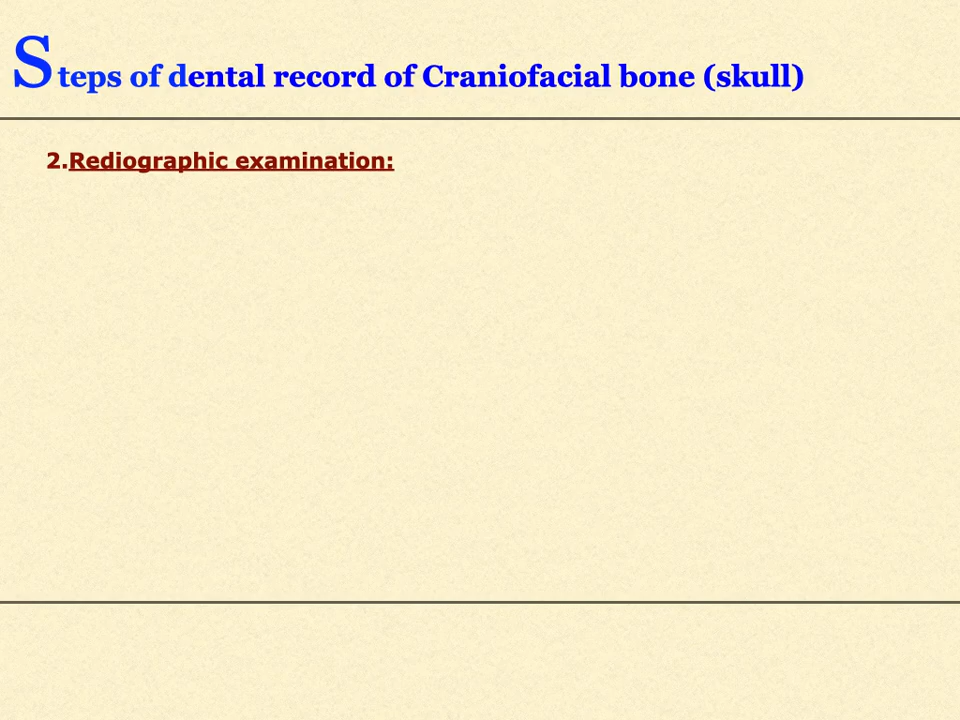 Steps of dental record of Craniofacial bone (skull)
2.Rediographic examination: